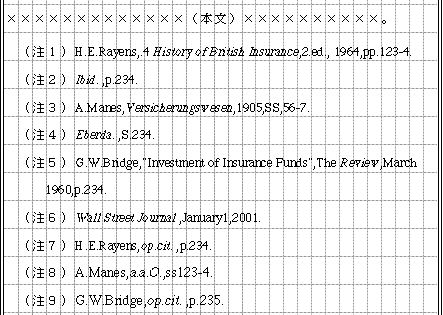 ××××××××××××××（本文）×××××××××××。
（注１）H.E.Rayens,.4 History of British Insurance,2.ed., 1964,pp.123-4.
（注２）Ibid. ,p.234.
（注３）A.Manes,Versicherungswesen,1905,SS,56-7.
（注４）Eberda. ,S.234.
（注５）G.W.Bridge,"Investment of Insurance Funds",The Review,March
1960,p.234.
（注６）Wall Street Journal ,January1,2001.
（注７）H.E.Rayens,op.cit. ,p.234.
（注８）A.Manes,a.a.O.,ss123-4.
（注９）G.W.Bridge,op.cit. ,p.235.